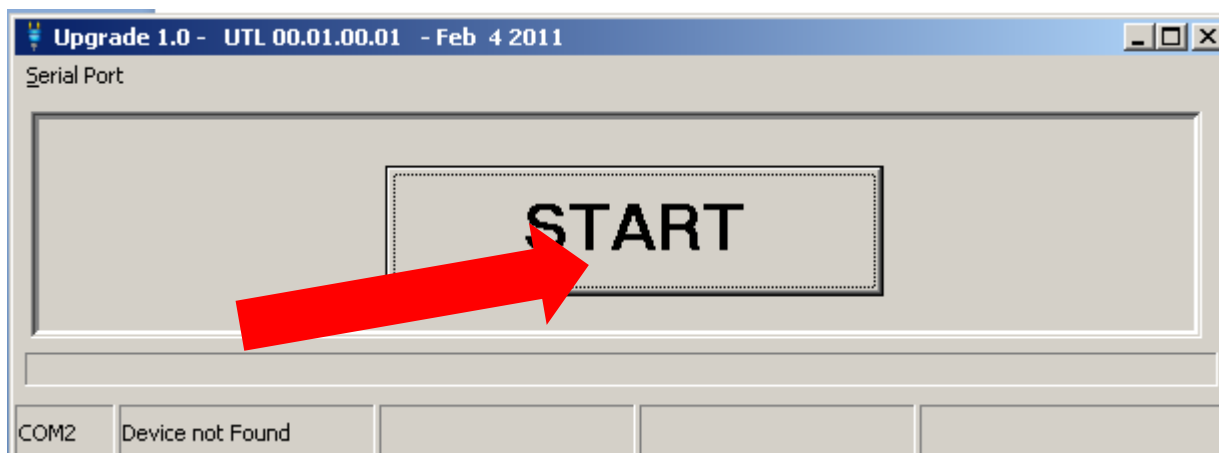 Upgrade 1.0 - UTL 00.01.00.01 - Feb 4 2011
Serial Port
START
COM2 Device not Found